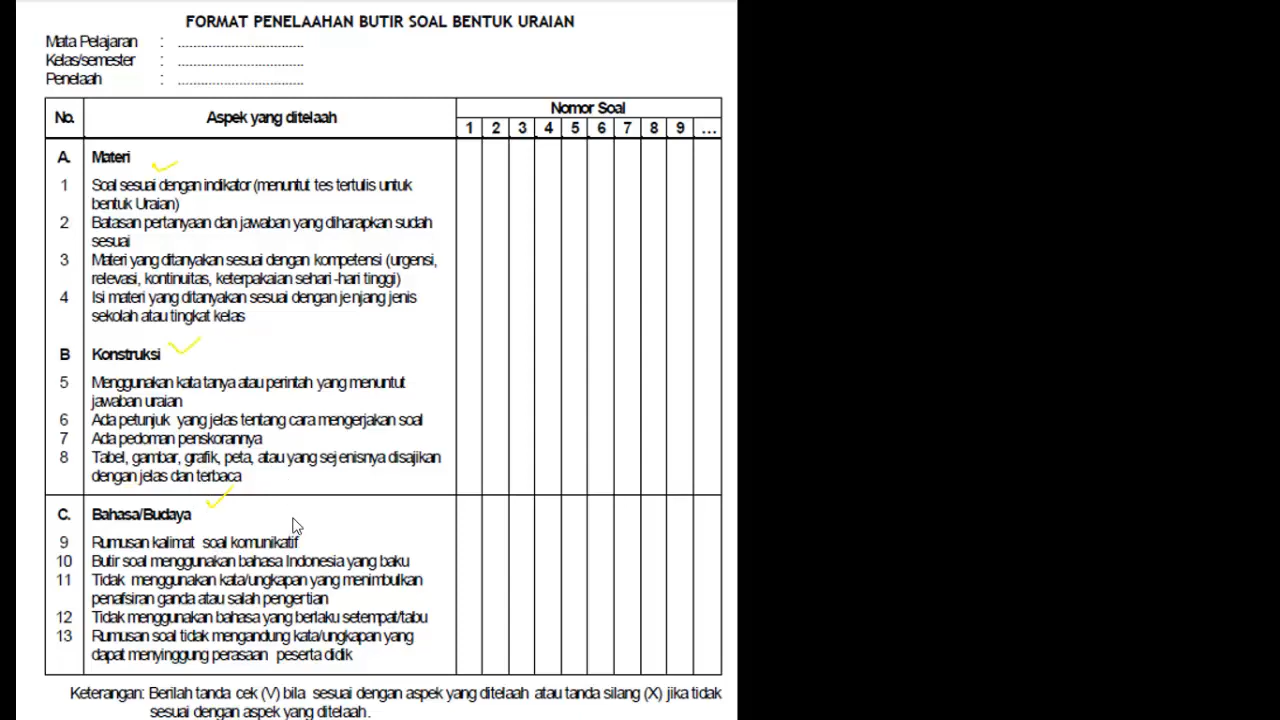 FORMAT PENELAAHAN BUTIR SOAL BENTUK URAIAN
Mata Pelajaran : .................................
Kelas/semester : .................................
Penelaah : .................................
No. Aspek yang ditelaah Nomor Soal
1 2 3 4 5 6 7 8 9 ...
A. Materi
1 Soal sesuai dengan indikator (menuntut tes tertulis untuk
bentuk Uraian)
2 Batasan pertanyaan dan jawaban yang diharapkan sudah
sesuai
3 Materi yang ditanyakan sesuai dengan kompetensi (urgensi,
relevasi, kontinuitas, keterpakaian sehari-hari tinggi)
4 Isi materi yang ditanyakan sesuai dengan je njang jenis
sekolah atau tingkat kelas
B Konstruksi
5 Menggunakan kata tanya atau perintah yang menuntut
jawaban uraian
6 Ada petunjuk yang jelas tentang cara mengerjakan soal
7 Ada pedoman penskorannya
8 Tabel, gambar, grafik, peta, atau yang sejenisnya disajikan
dengan jelas dan terbaca
C. Bahasa/Budaya
9 Rumusan kalimat soal komunikatif
10 Butir soal menggunakan bahasa Indonesia yang baku
11 Tidak menggunakan kata/ungkapan yang menimbulkan
penafsiran ganda atau salah pengertian
12 Tidak menggunakan bahasa yang berlaku setempat/tabu
13 Rumusan soal tidak mengandung kata/ungkapan yang
dapat menyinggung perasaan peserta didik
Keterangan: Berilah tanda cek (V) bila sesuai dengan aspek yang ditelaah atau tanda silang (X) jika tidak
sesuai dengan aspek yang ditelaah.